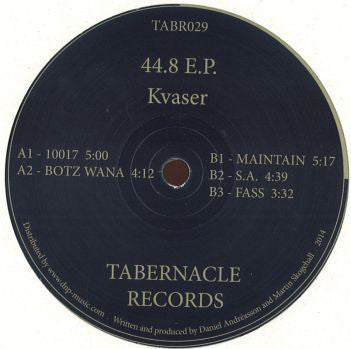 TABR029
44.8 E.P.
Kvaser
A1 - 10017 5:00
A2 - BOTZ WANA 4:12
B1 - MAINTAIN 5:17
B2 - S.A. 4:39
B3 - FASS 3:32
TABERNACLE
RECORDS
Distributed by www.dnp-music.com
Written and produced by Daniel Andréasson and Martin Skogehall 2014